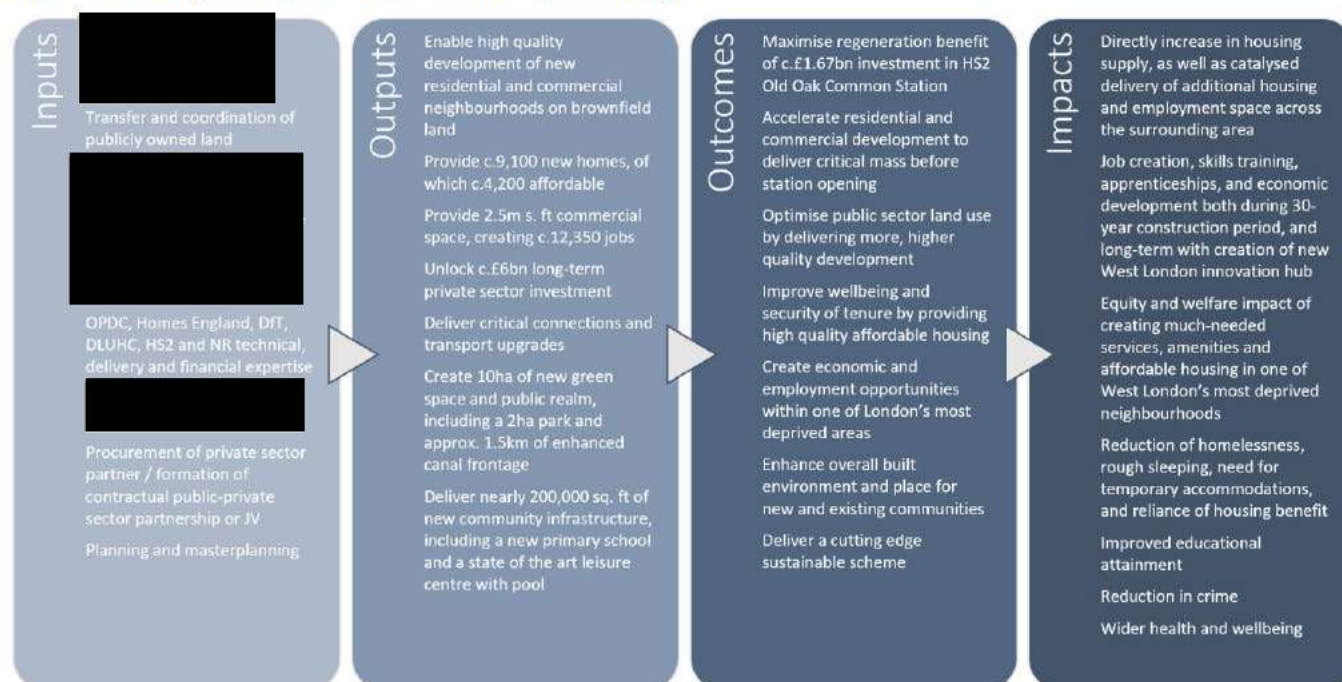 Inputs
Transfer and coordination of
publicly owned land
OPDC, Homes England, DfT,
DLUHC, HS2 and NR technical,
delivery and financial expertise
Procurement of private sector
partner / formation of
contractual public-private
sector partnership or JV
Planning and masterplanning
Outputs
Enable high quality
development of new
residential and commercial
neighbourhoods on brownfield
land
Provide c.9,100 new homes, of
which c.4,200 affordable
Provide 2.5m s. ft commercial
space, creating c.12,350 jobs
Unlock c.£6bn long-term
private sector investment
Deliver critical connections and
transport upgrades
Create 10ha of new green
space and public realm,
including a 2ha park and
approx. 1.5km of enhanced
canal frontage
Deliver nearly 200,000 sq. ft of
new community infrastructure,
including a new primary school
and a state of the art leisure
centre with pool
Outcomes
Maximise regeneration benefit
of c.£1.67bn investment in HS2
Old Oak Common Station
Accelerate residential and
commercial development to
deliver critical mass before
station opening
Optimise public sector land use
by delivering more, higher
quality development
Improve wellbeing and
security of tenure by providing
high quality affordable housing
Create economic and
employment opportunities
within one of London's most
deprived areas
Enhance overall built
environment and place for
new and existing communities
Deliver a cutting edge
sustainable scheme
Impacts
Directly increase in housing
supply, as well as catalysed
delivery of additional housing
and employment space across
the surrounding area
Job creation, skills training,
apprenticeships, and economic
development both during 30-
year construction period, and
long-term with creation of new
West London innovation hub
Equity and welfare impact of
creating much-needed
services, amenities and
affordable housing in one of
West London's most deprived
neighbourhoods
Reduction of homelessness,
rough sleeping, need for
temporary accommodations,
and reliance of housing benefit
Improved educational
attainment
Reduction in crime
Wider health and wellbeing